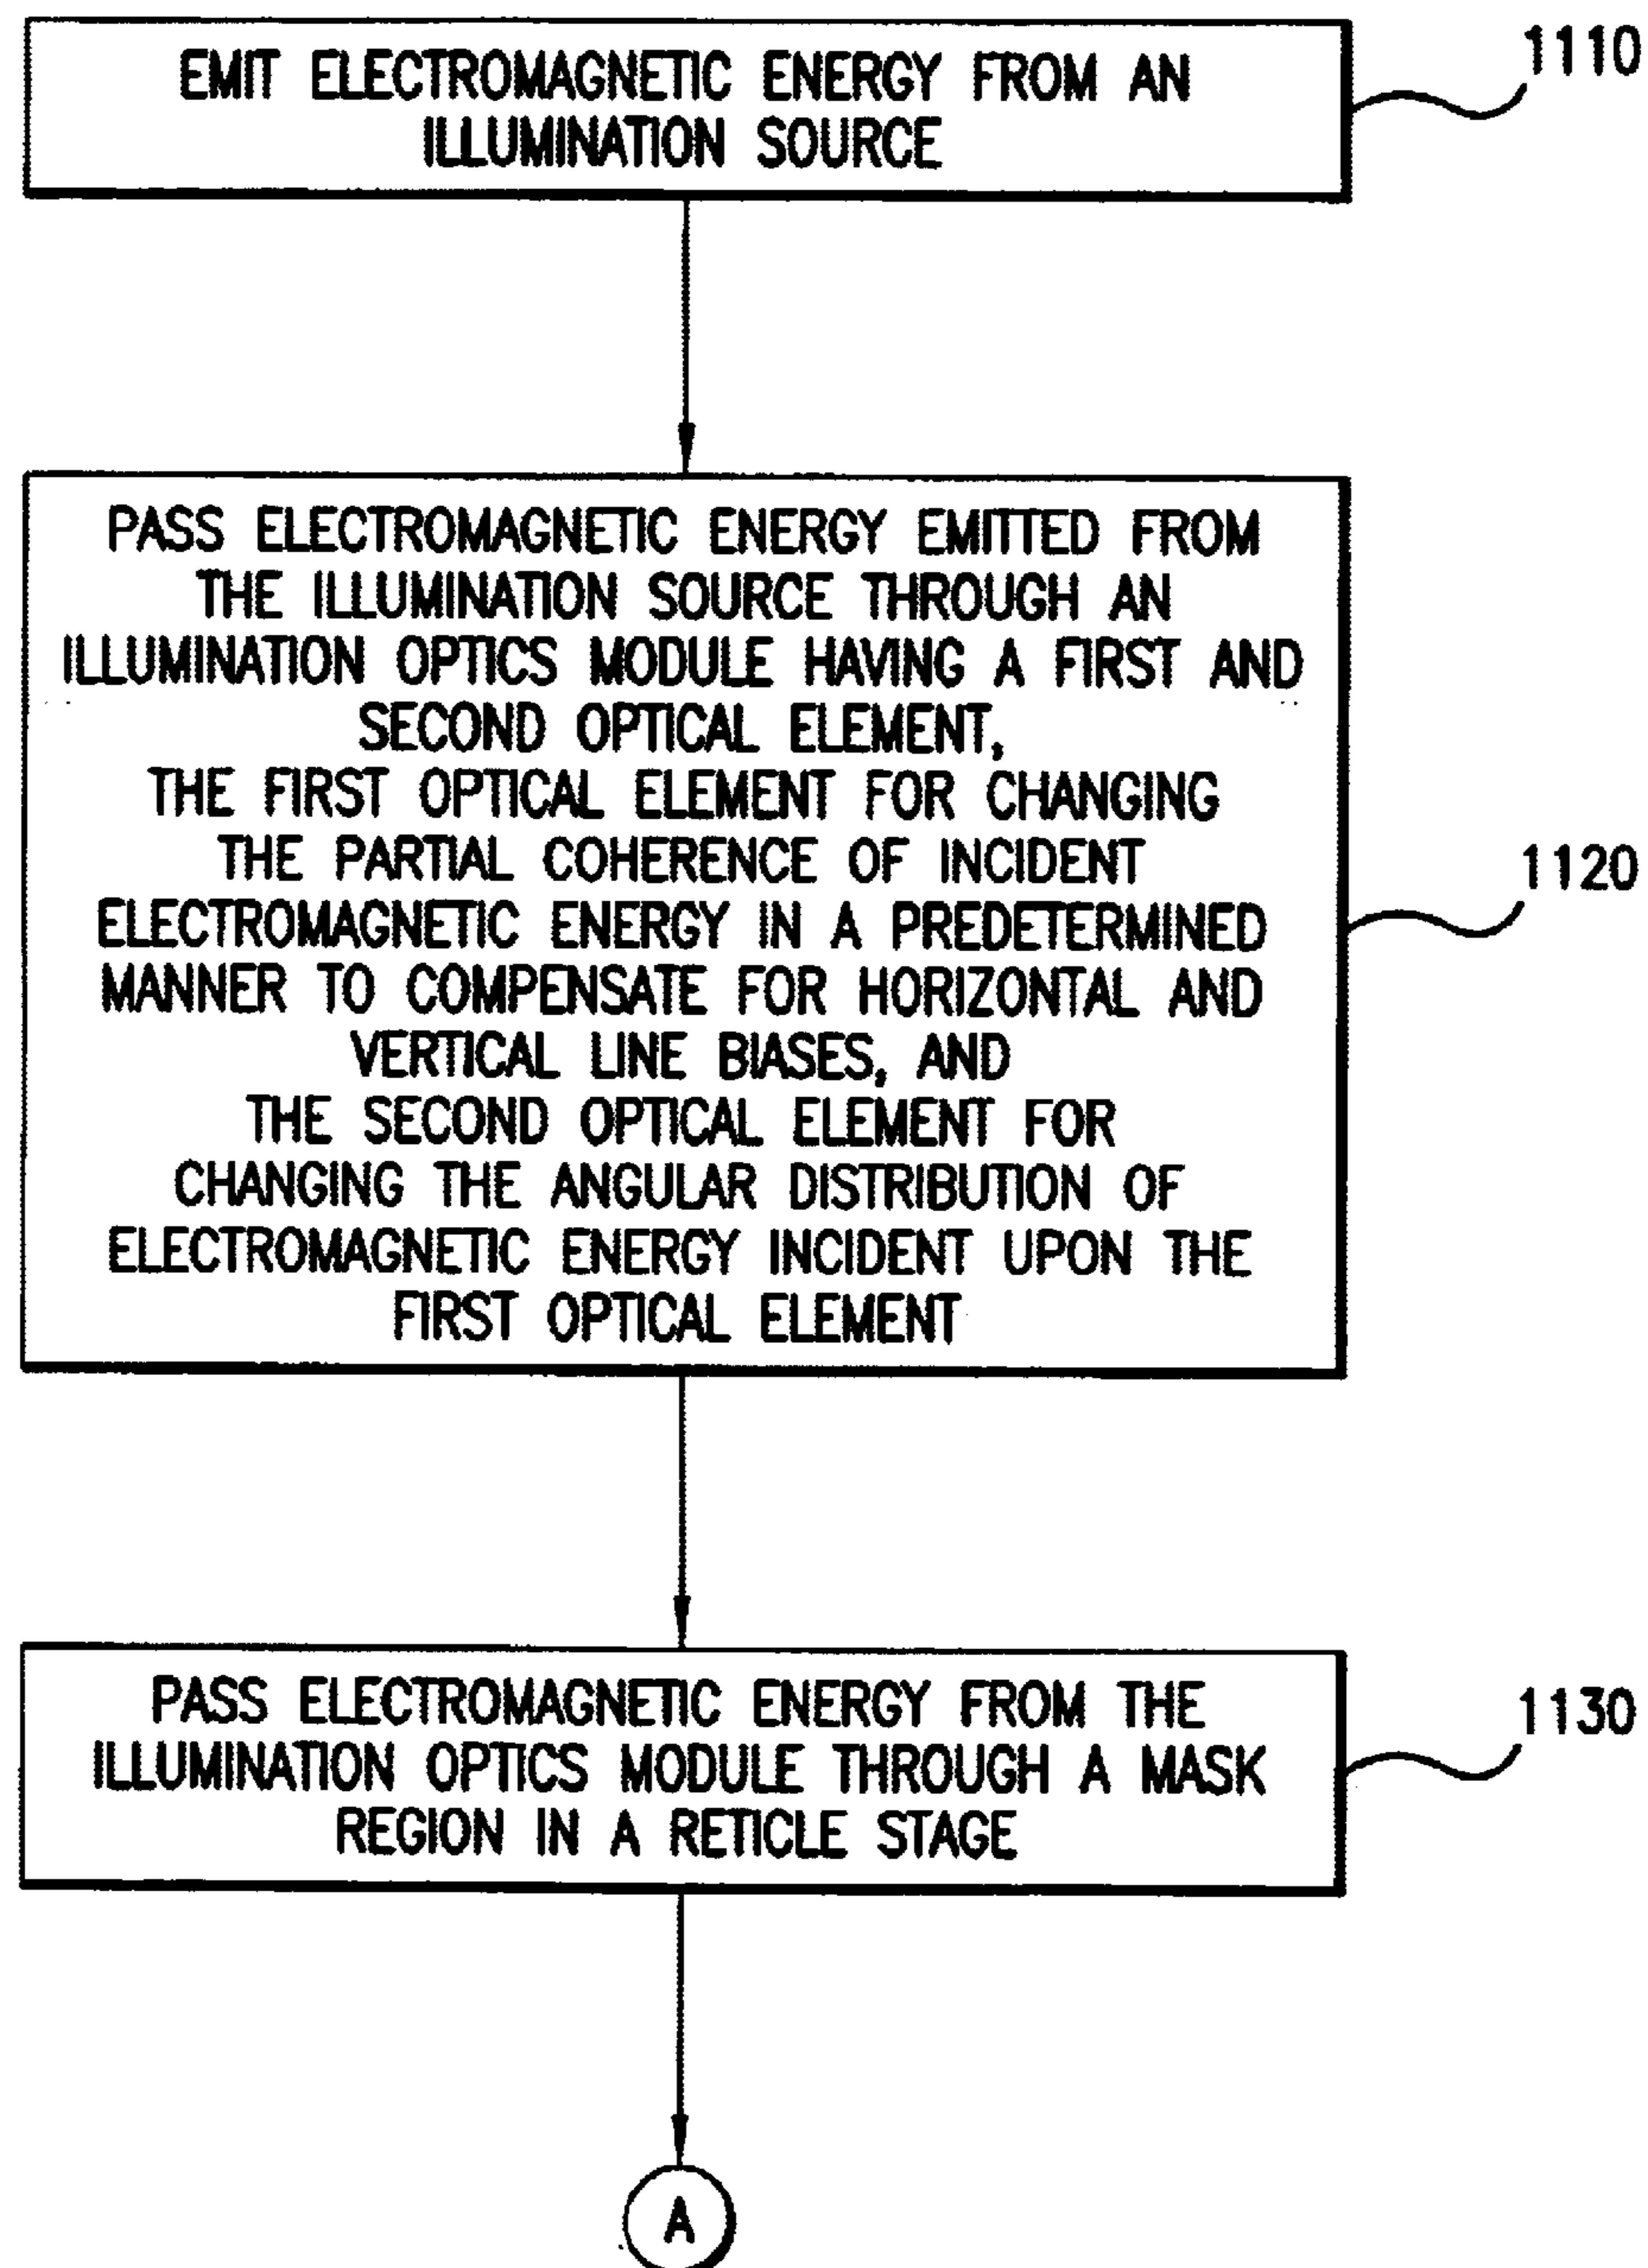 EMIT ELECTROMAGNETIC ENERGY FROM AN
ILLUMINATION SOURCE
1110
PASS ELECTROMAGNETIC ENERGY EMITTED FROM
THE ILLUMINATION SOURCE THROUGH AN
ILLUMINATION OPTICS MODULE HAVING A FIRST AND
SECOND OPTICAL ELEMENT,
THE FIRST OPTICAL ELEMENT FOR CHANGING
THE PARTIAL COHERENCE OF INCIDENT
ELECTROMAGNETIC ENERGY IN A PREDETERMINED
MANNER TO COMPENSATE FOR HORIZONTAL AND
VERTICAL LINE BIASES, AND
THE SECOND OPTICAL ELEMENT FOR
CHANGING THE ANGULAR DISTRIBUTION OF
ELECTROMAGNETIC ENERGY INCIDENT UPON THE
FIRST OPTICAL ELEMENT
1120
PASS ELECTROMAGNETIC ENERGY FROM THE
ILLUMINATION OPTICS MODULE THROUGH A MASK
REGION IN A RETICLE STAGE
1130
A